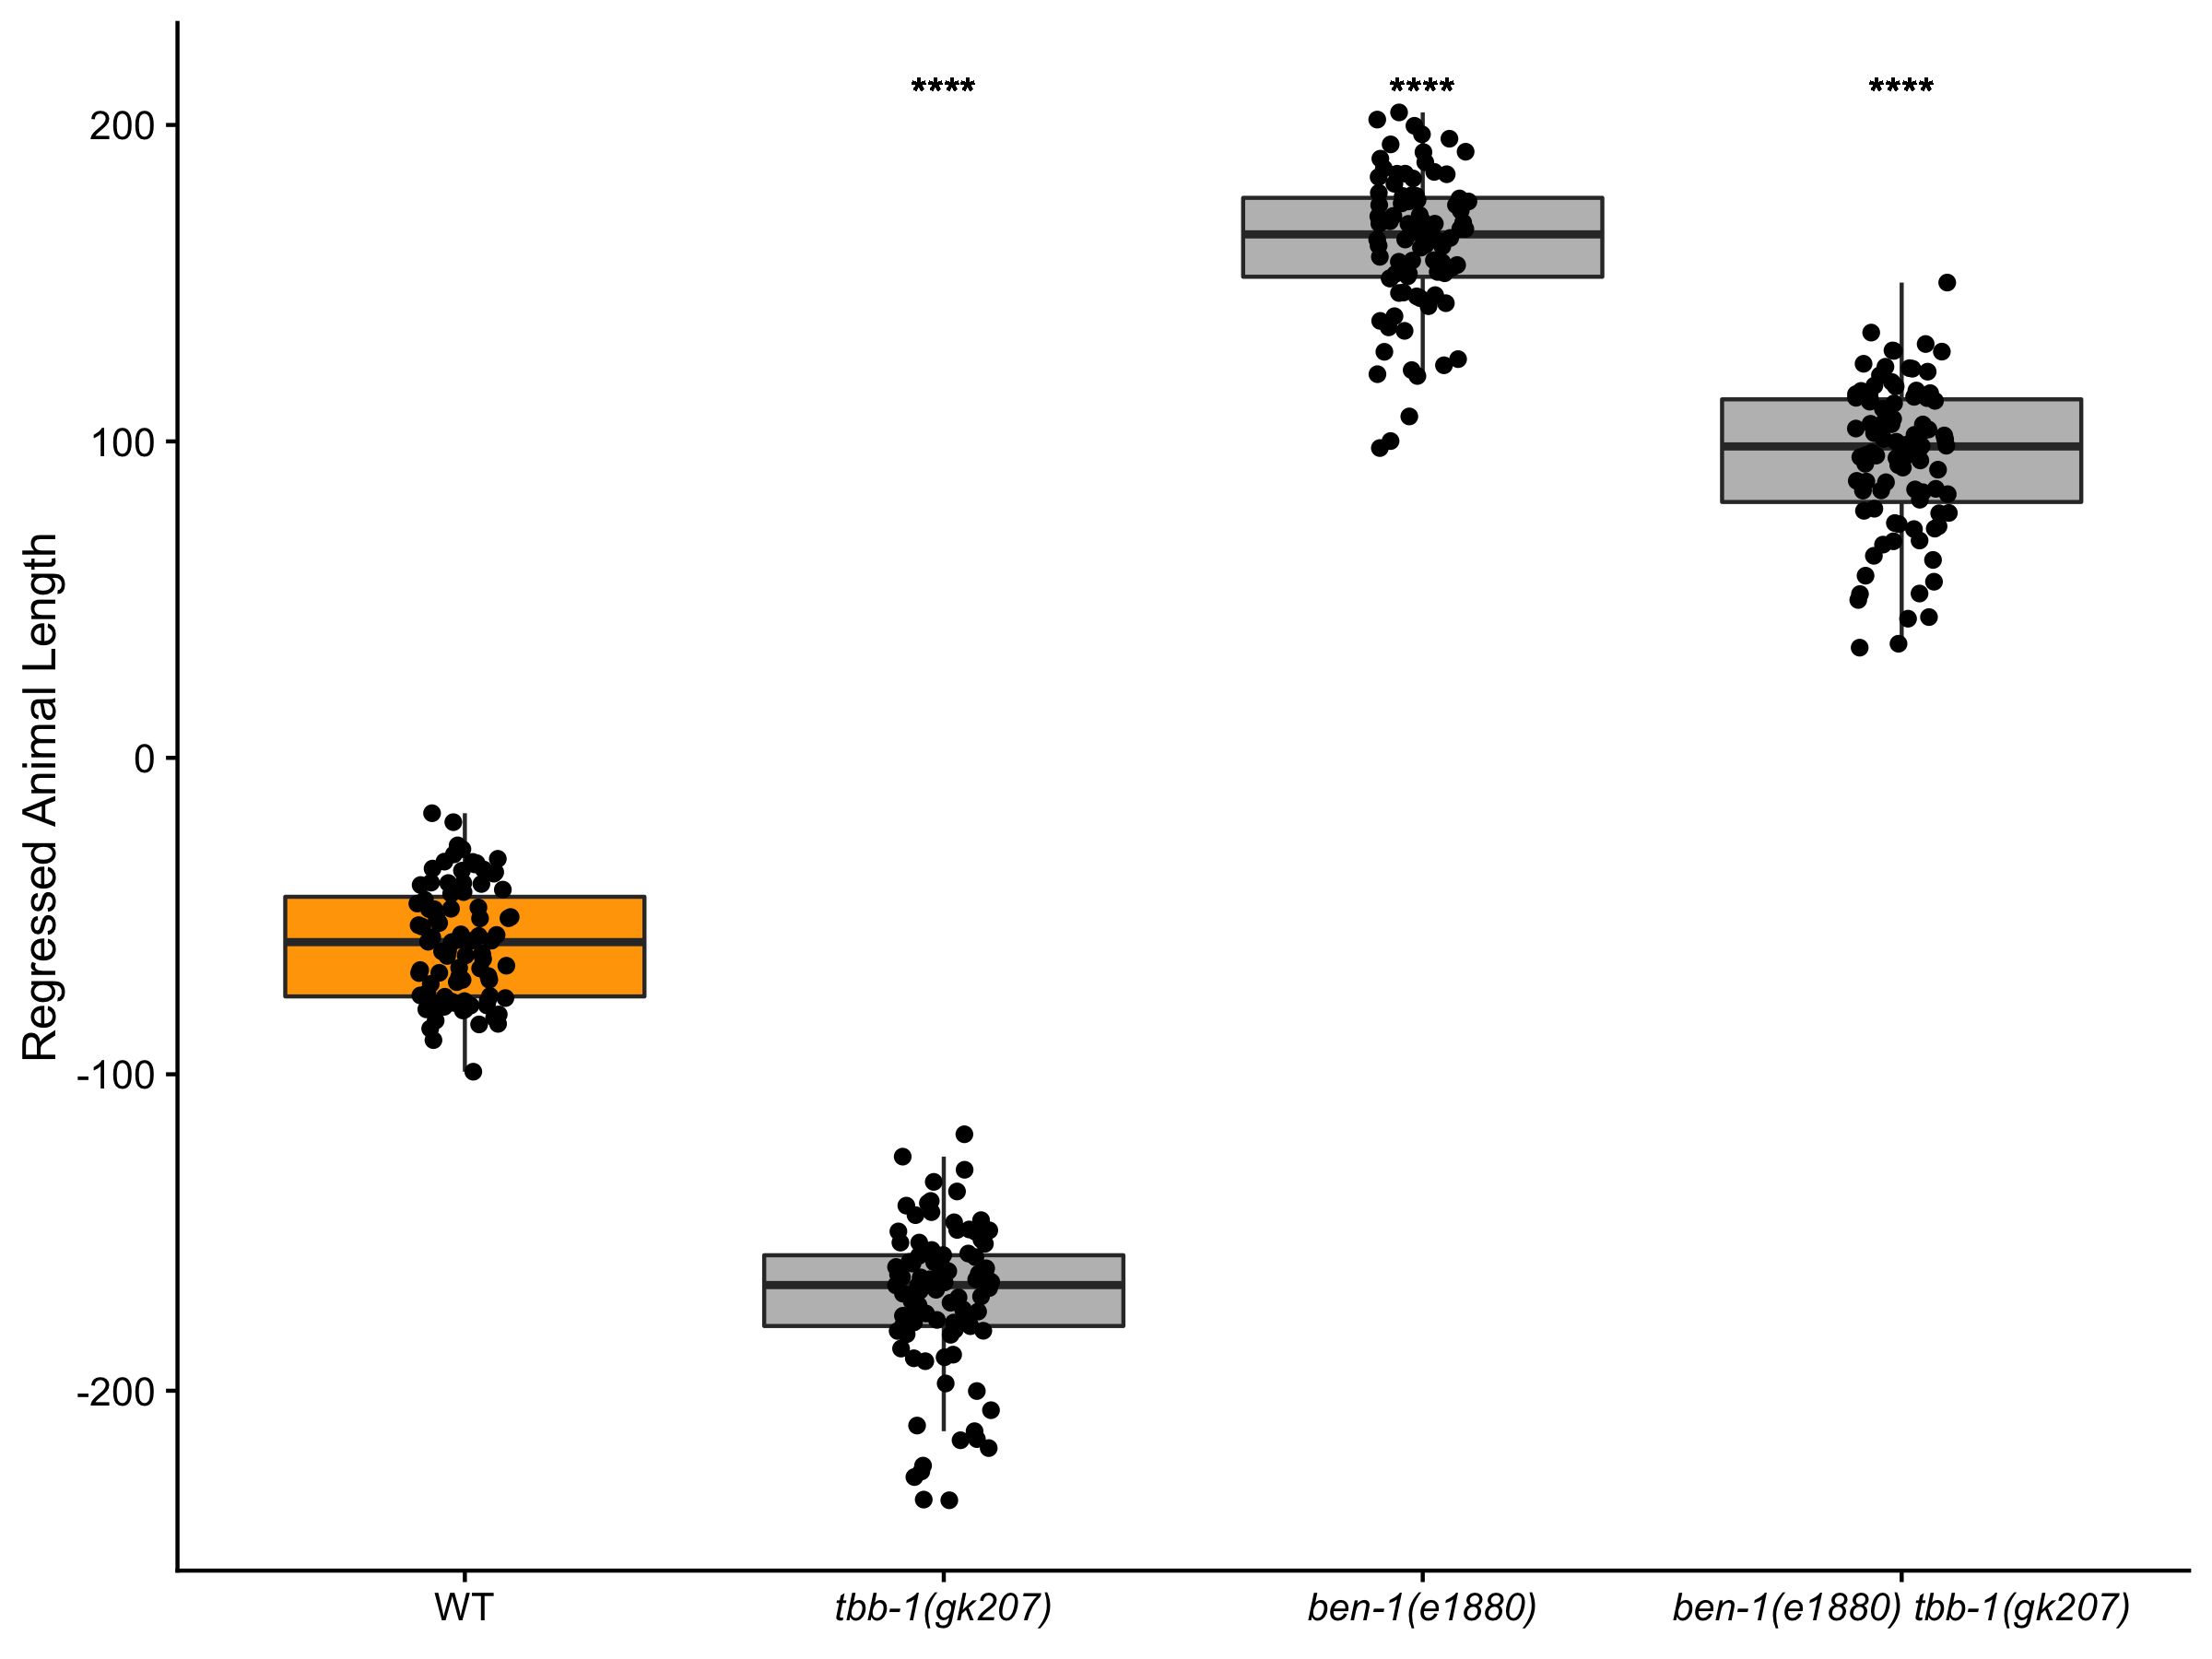 **** **** ****
200
100
0
-100
-200
Regressed Animal Length
WT tbb-1(gk207) ben-1(e1880) ben-1(e1880) tbb-1(gk207)